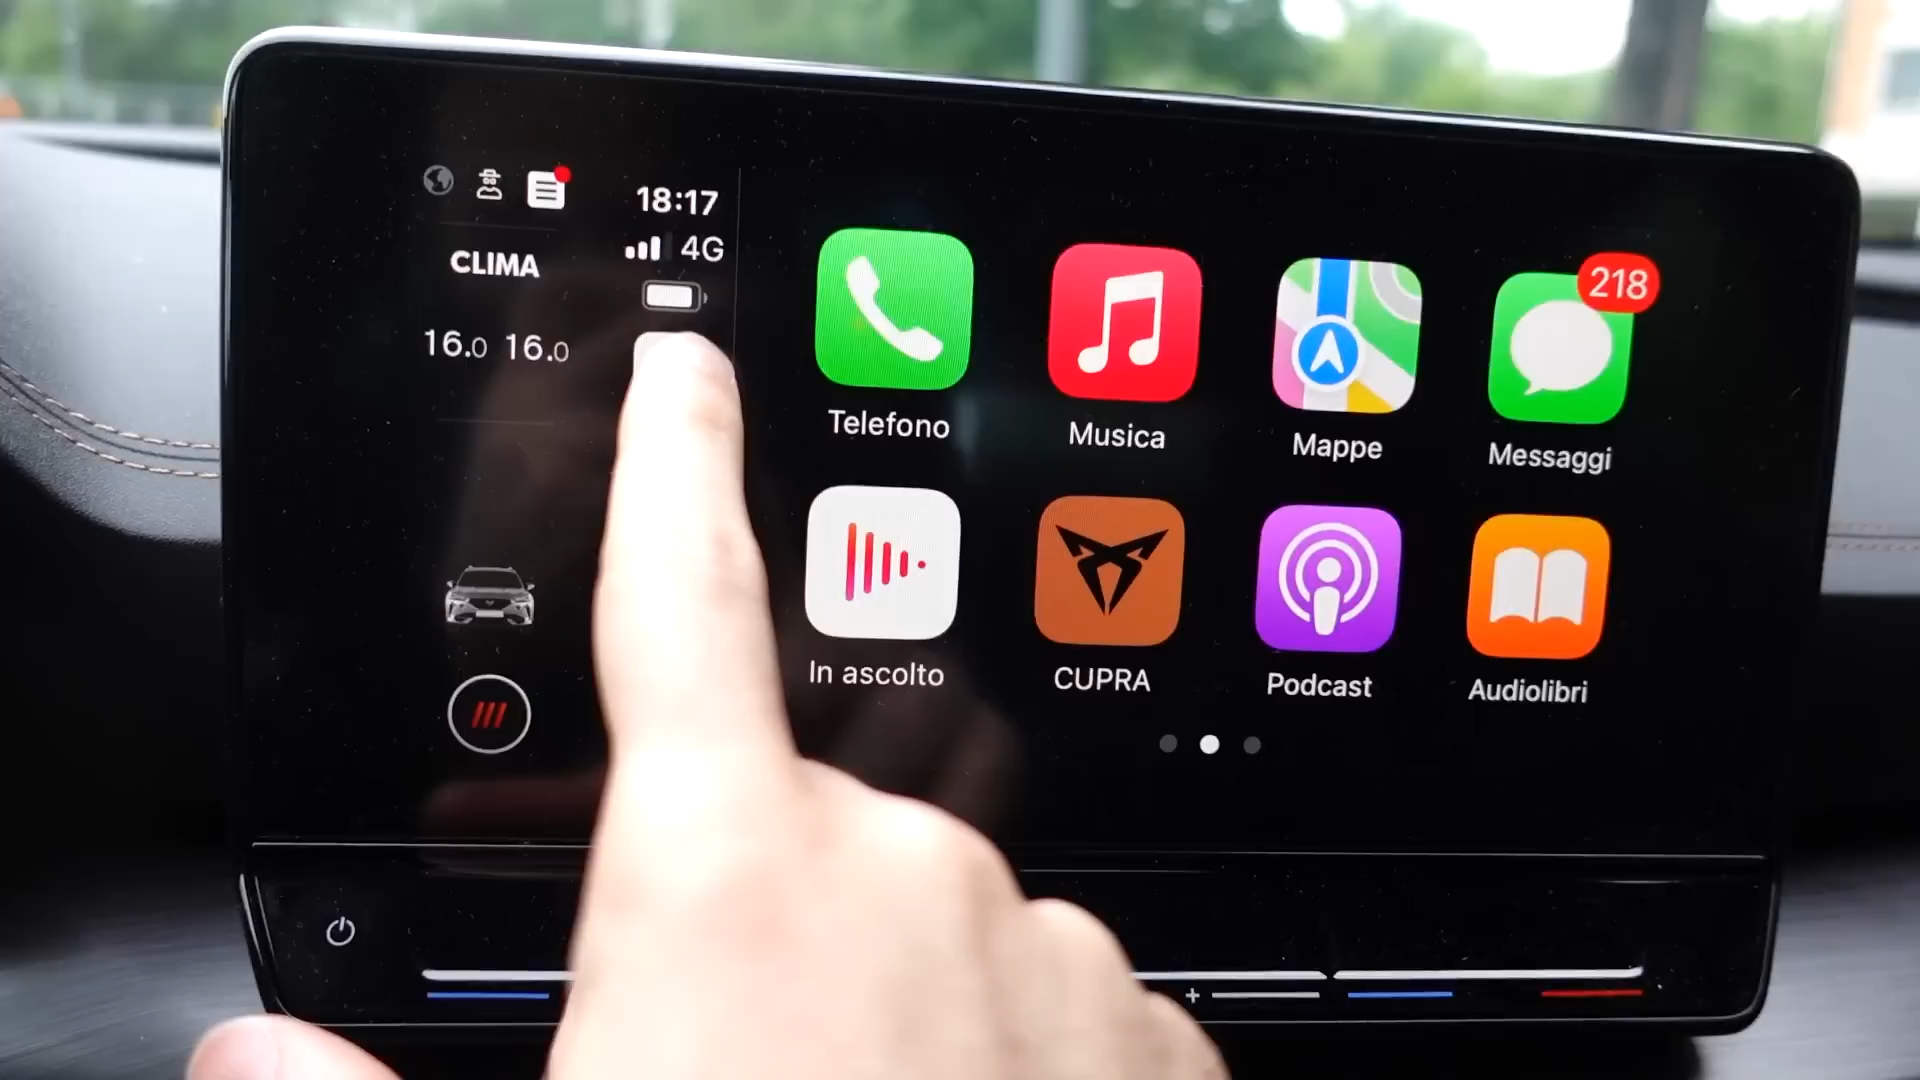 18:17
4G
CLIMA
16.0 16.0
218
Telefono
Musica
Mappe
Messaggi
In ascolto
CUPRA
Podcast
Audiolibri
+